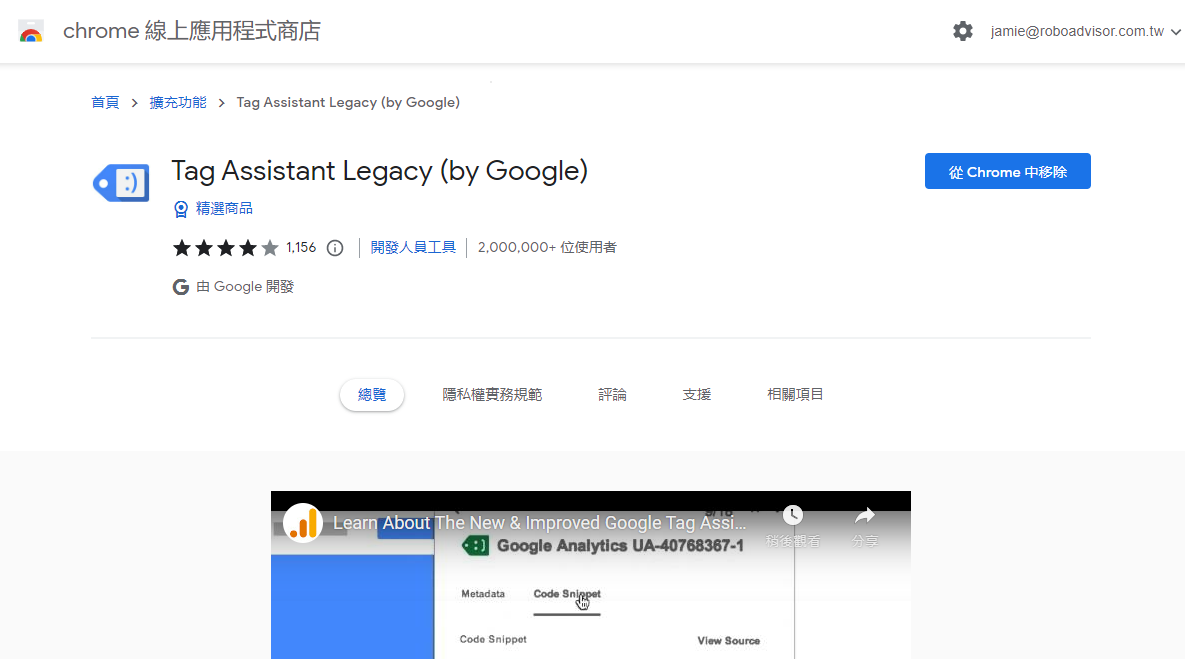 chrome 線上應用程式商店
jamie@roboadvisor.com.tw
首頁 > 擴充功能 > Tag Assistant Legacy (by Google)
Tag Assistant Legacy (by Google)
從 Chrome 中移除
精選商品
1,156 開發人員工具 2,000,000+ 位使用者
由 Google 開發
總覽 隱私權實務規範 評論 支援 相關項目
Learn About The New & Improved Google Tag Assi...
Google Analytics UA-40768367-1
稍後觀看 分享
Metadata Code Snippet
Code Snippet View Source